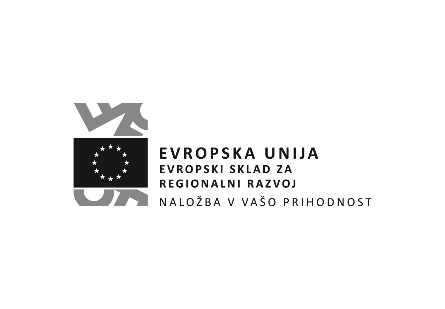 EVROPSKA UNIJA
EVROPSKI SKLAD ZA
REGIONALNI RAZVOJ
NALOŽBA V VAŠO PRIHODNOST